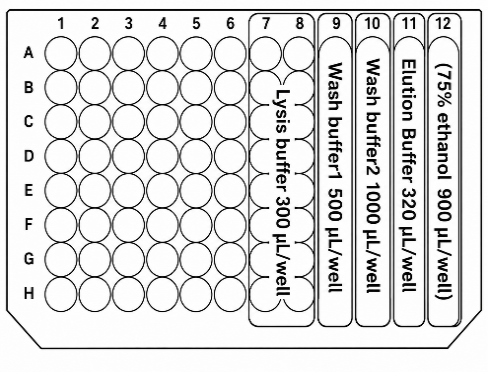 1 2 3 4 5 6 7 8 9 10 11 12
A
B
C
D
E
F
G
H
Lysis buffer 300 µL/well
Wash buffer1 500 µL/well
Wash buffer2 1000 µL/well
Elution Buffer 320 µL/well
(75% ethanol 900 µL/well)